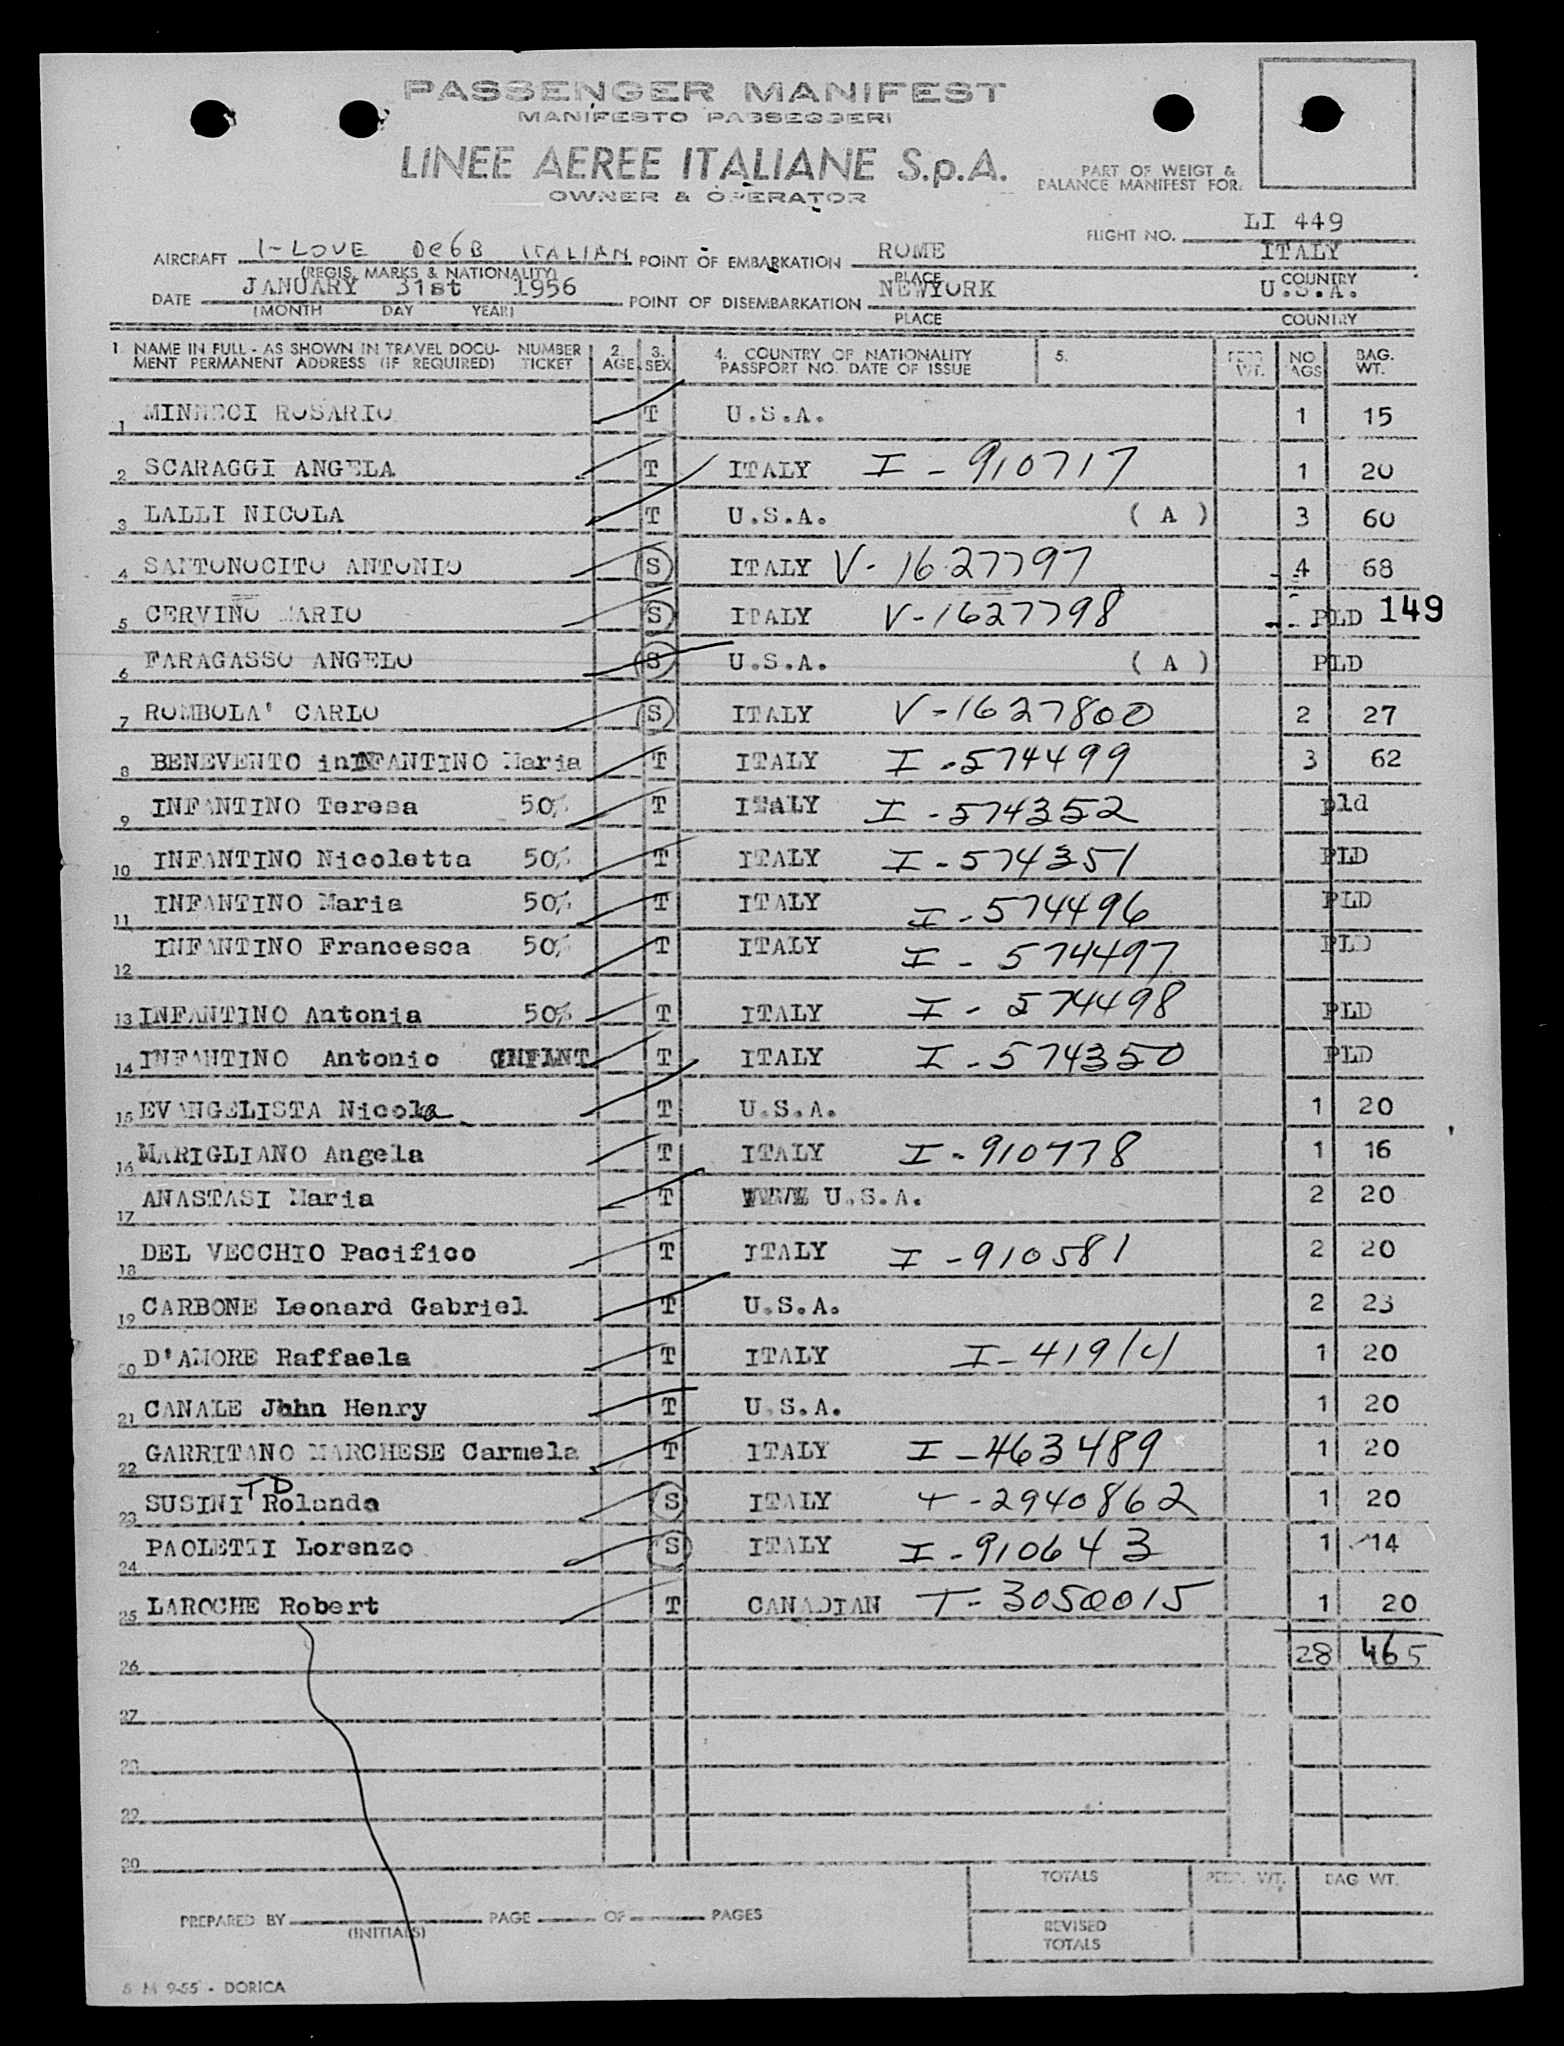 PASSENGER MANIFEST
MANIFESTO PASSEGGERI
LINEE AEREE ITALIANE S.p.A.
OWNER & OPERATOR
PART OF WEIGT &
BALANCE MANIFEST FOR:
FLIGHT NO. LI 449
AIRCRAFT I-LOVE DC6B ITALIAN POINT OF EMBARKATION ROME ITALY
(REGIS. MARKS & NATIONALITY) PLACE COUNTRY
DATE JANUARY 31st 1956 POINT OF DISEMBARKATION NEWYORK U.S.A.
(MONTH DAY YEAR) PLACE COUNTRY
1. NAME IN FULL - AS SHOWN IN TRAVEL DOCU- NUMBER 2. 3. 4. COUNTRY OF NATIONALITY 5. NO BAG.
MENT PERMANENT ADDRESS (IF REQUIRED) TICKET AGE SEX PASSPORT NO. DATE OF ISSUE WT. AGS WT.
1 MINNECI ROSARIO T U.S.A. 1 15
2 SCARAGGI ANGELA T ITALY I - 910717 1 20
3 LALLI NICOLA T U.S.A. ( A ) 3 60
4 SANTONOCITO ANTONIO S ITALY V - 1627797 4 68
5 CERVINO MARIO S ITALY V-1627798 PLD 149
6 FARAGASSO ANGELO S U.S.A. ( A ) PLD
7 ROMBOLA' CARLO S ITALY V-1627800 2 27
8 BENEVENTO in INFANTINO Maria T ITALY I - 574499 3 62
9 INFANTINO Teresa 50% T ITALY I - 574352 pld
10 INFANTINO Nicoletta 50% T ITALY I - 574351 PLD
11 INFANTINO Maria 50% T ITALY I - 574496 PLD
12 INFANTINO Francesca 50% T ITALY I - 574497 PLD
13 INFANTINO Antonia 50% T ITALY I - 574498 PLD
14 INFANTINO Antonio INFANT T ITALY I - 574350 PLD
15 EVANGELISTA Nicola T U.S.A. 1 20
16 MARIGLIANO Angela T ITALY I - 910778 1 16
17 ANASTASI Maria T U.S.A. 2 20
18 DEL VECCHIO Pacifico T ITALY I - 910581 2 20
19 CARBONE Leonard Gabriel T U.S.A. 2 23
20 D'AMORE Raffaela T ITALY I - 41914 1 20
21 CANALE Jhhn Henry T U.S.A. 1 20
22 GARRITANO MARCHESE Carmela T ITALY I - 463489 1 20
TD
23 SUSINI Rolanda S ITALY T - 2940862 1 20
24 PAOLETTI Lorenzo S ITALY I - 910643 1 14
25 LAROCHE Robert T CANADIAN T - 3050015 1 20
26 28 465
27
28
29
30
TOTALS WT. BAG WT.
PREPARED BY PAGE OF PAGES
(INITIALS)
REVISED
TOTALS
5 M 9-55 - DORICA